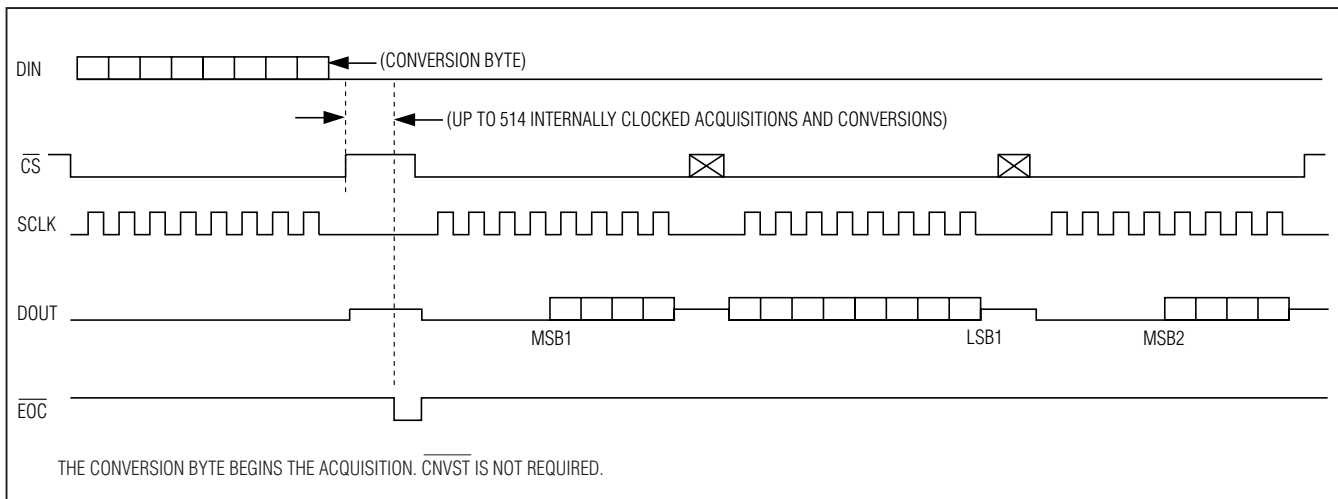 DIN
(CONVERSION BYTE)
(UP TO 514 INTERNALLY CLOCKED ACQUISITIONS AND CONVERSIONS)
CS
SCLK
DOUT
MSB1
LSB1
MSB2
EOC
THE CONVERSION BYTE BEGINS THE ACQUISITION. CNVST IS NOT REQUIRED.